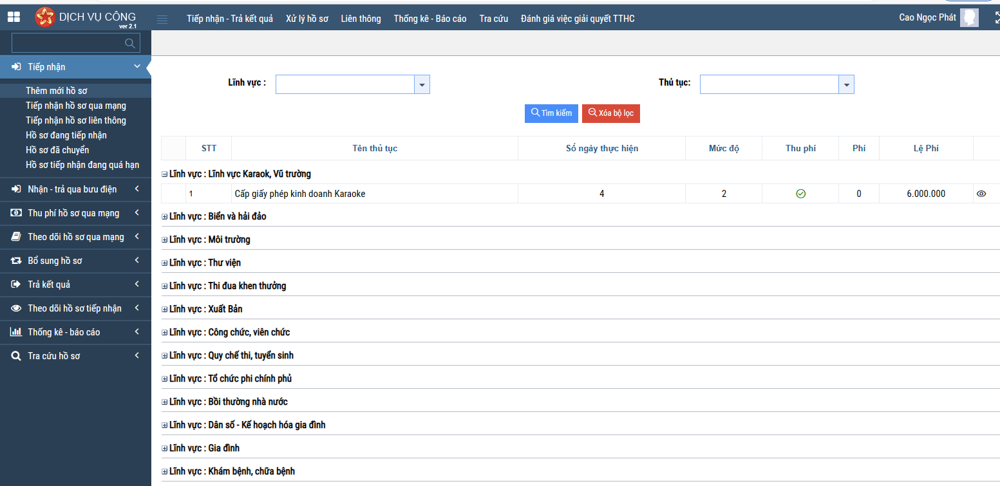 DỊCH VỤ CÔNG
ver 2.1
Tiếp nhận - Trả kết quả Xử lý hồ sơ Liên thông Thống kê - Báo cáo Tra cứu Đánh giá việc giải quyết TTHC
Cao Ngọc Phát
Tiếp nhận
Thêm mới hồ sơ
Tiếp nhận hồ sơ qua mạng
Tiếp nhận hồ sơ liên thông
Hồ sơ đang tiếp nhận
Hồ sơ đã chuyển
Hồ sơ tiếp nhận đang quá hạn
Nhận - trả qua bưu điện
Thu phí hồ sơ qua mạng
Theo dõi hồ sơ qua mạng
Bổ sung hồ sơ
Trả kết quả
Theo dõi hồ sơ tiếp nhận
Thống kê - báo cáo
Tra cứu hồ sơ
Lĩnh vực : Thủ tục:
Tìm kiếm Xóa bộ lọc
STT Tên thủ tục Số ngày thực hiện Mức độ Thu phí Phí Lệ Phí
Lĩnh vực : Lĩnh vực Karaok, Vũ trường
1 Cấp giấy phép kinh doanh Karaoke 4 2 0 6.000.000
Lĩnh vực : Biển và hải đảo
Lĩnh vực : Môi trường
Lĩnh vực : Thư viện
Lĩnh vực : Thi đua khen thưởng
Lĩnh vực : Xuất Bản
Lĩnh vực : Công chức, viên chức
Lĩnh vực : Quy chế thi, tuyển sinh
Lĩnh vực : Tổ chức phi chính phủ
Lĩnh vực : Bồi thường nhà nước
Lĩnh vực : Dân số - Kế hoạch hóa gia đình
Lĩnh vực : Gia đình
Lĩnh vực : Khám bệnh, chữa bệnh